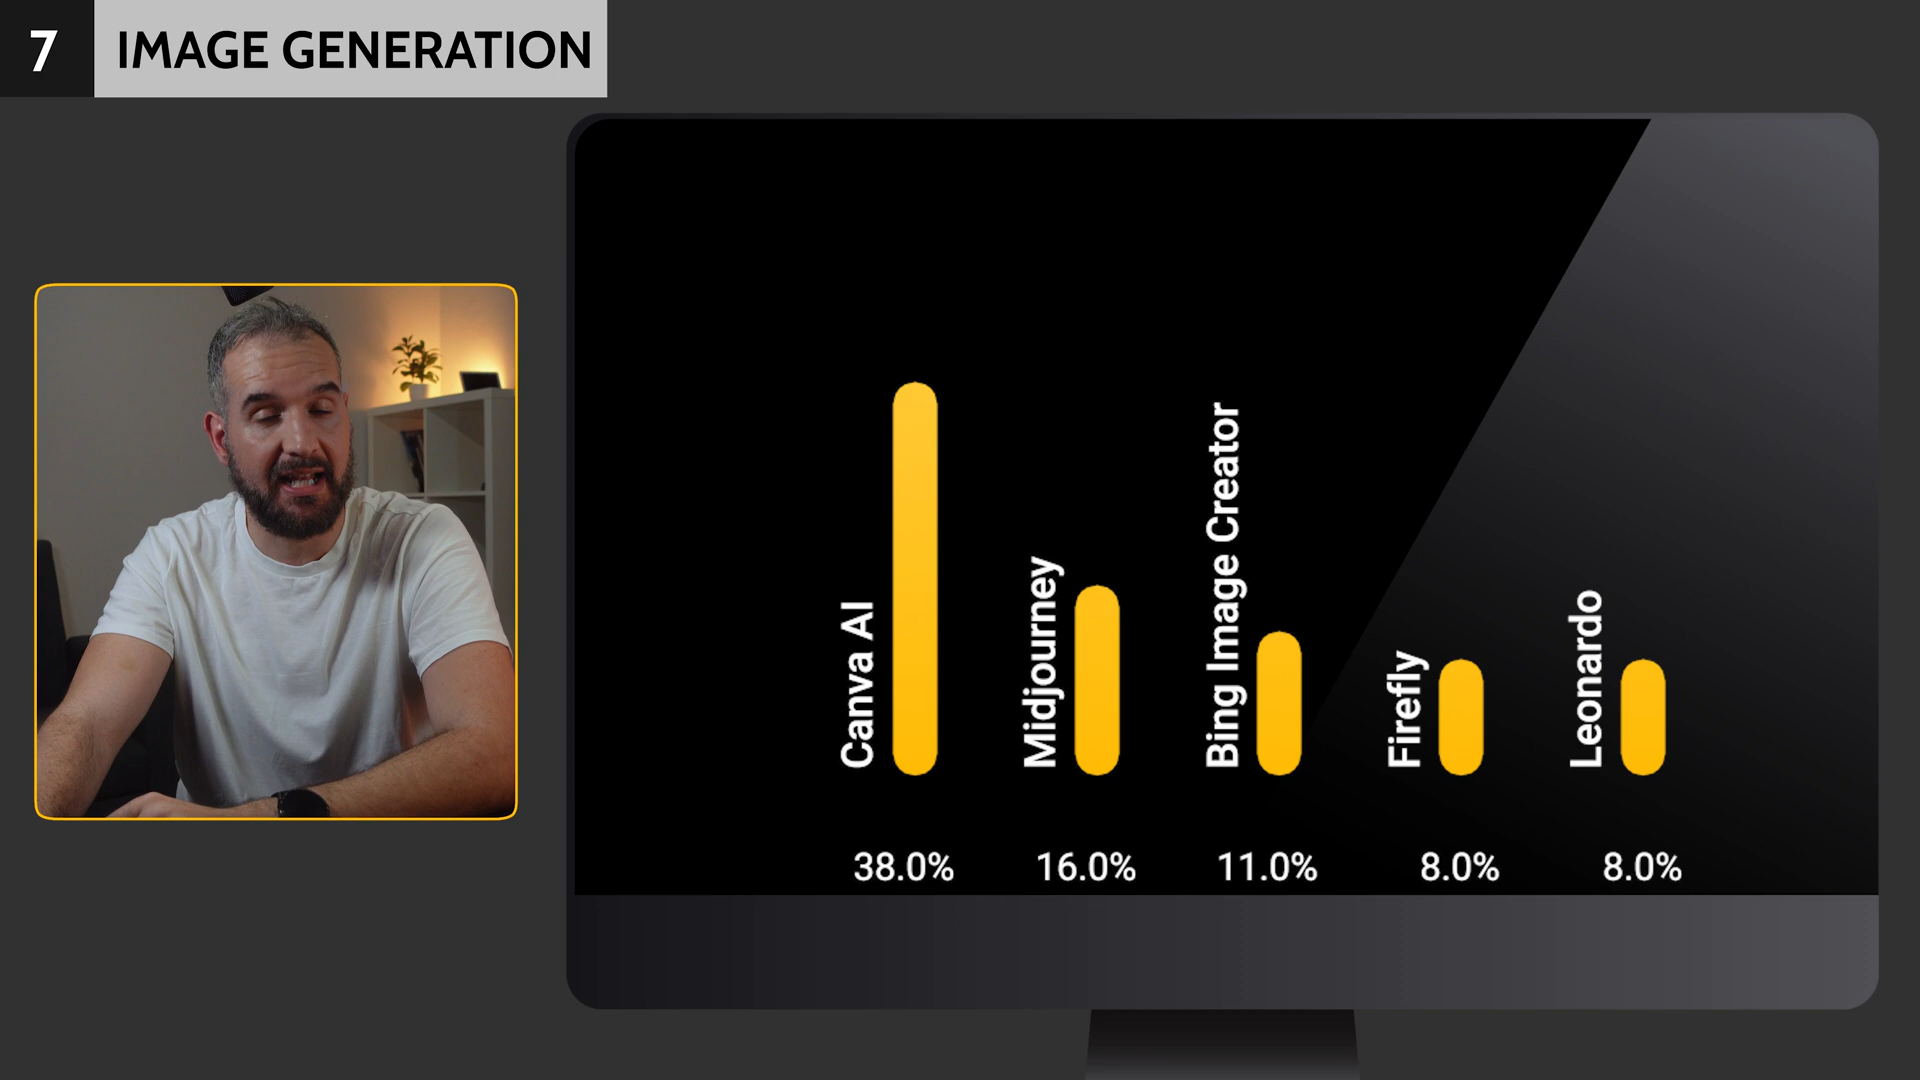 7 IMAGE GENERATION
Canva AI
Midjourney
Bing Image Creator
Firefly
Leonardo
38.0% 16.0% 11.0% 8.0% 8.0%